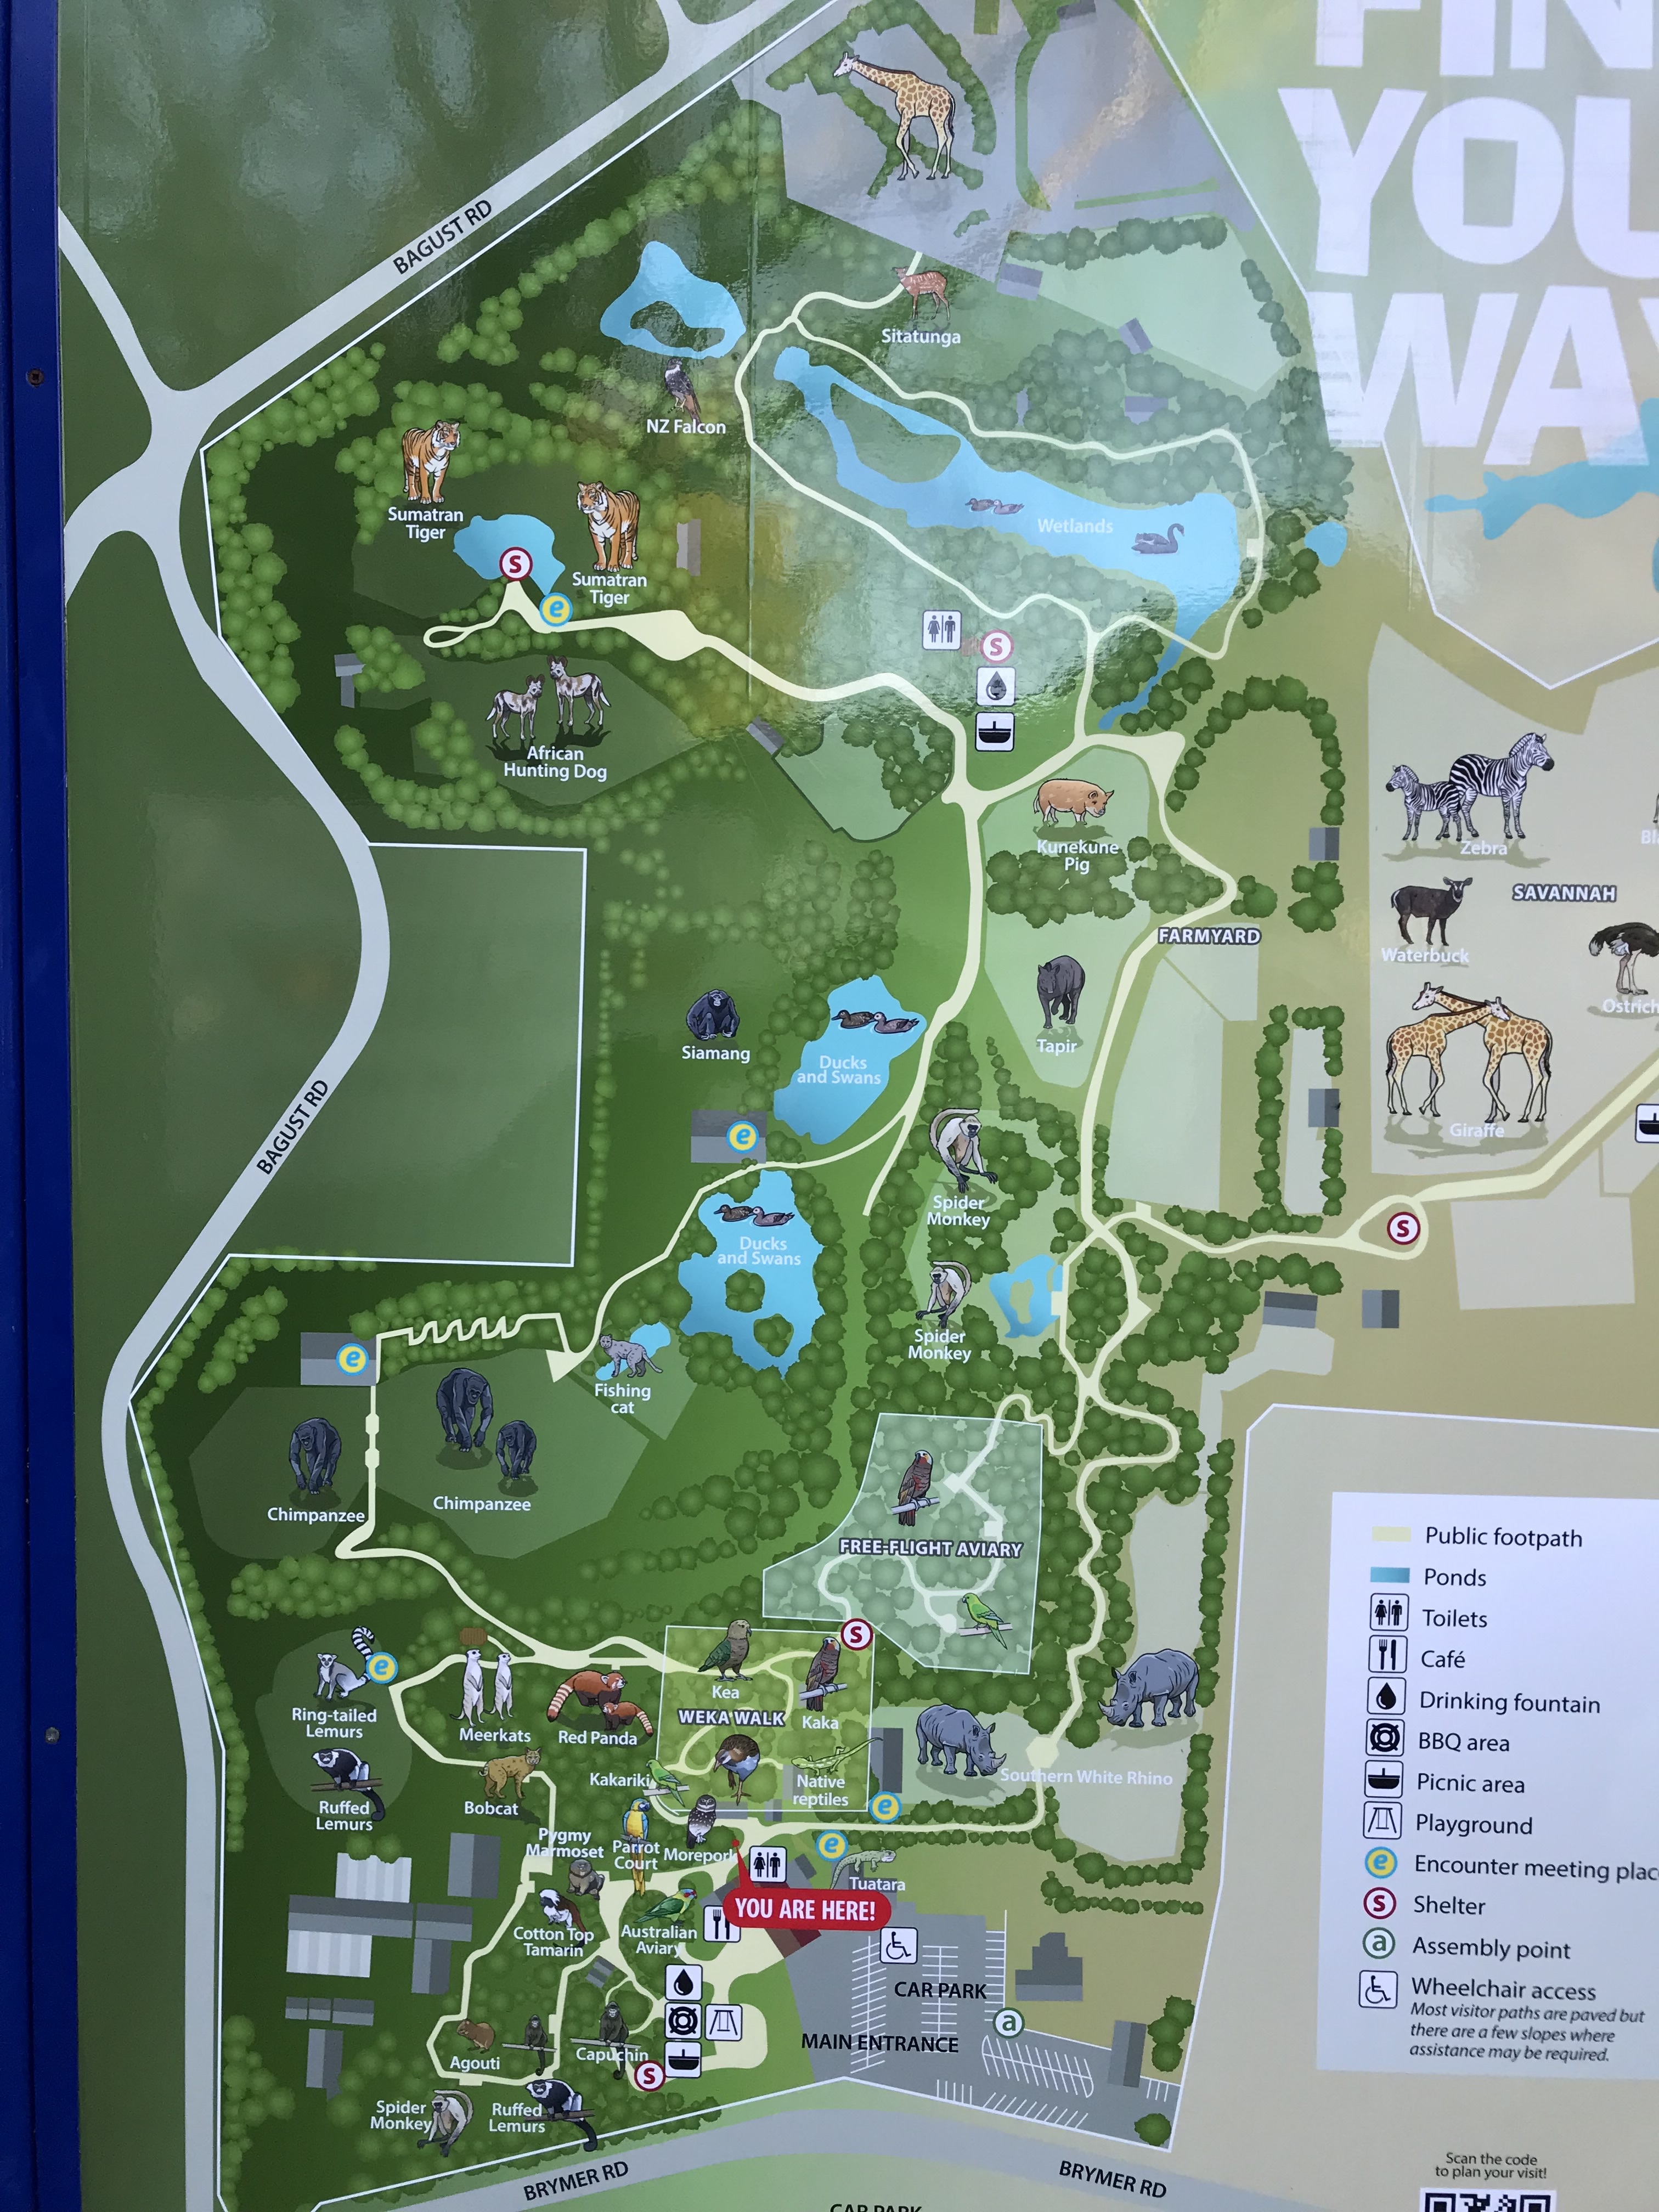 FIN
YOU
WA
BAGUST RD
Sitatunga
NZ Falcon
Sumatran
Tiger
S
e
Sumatran
Tiger
Wetlands
S
African
Hunting Dog
Kunekune
Pig
Zebra
SAVANNAH
FARMYARD
Waterbuck
Ostrich
Siamang
Tapir
Ducks
and Swans
Giraffe
BAGUST RD
e
Spider
Monkey
S
Ducks
and Swans
Spider
Monkey
e
Fishing
cat
Chimpanzee
Chimpanzee
FREE-FLIGHT AVIARY
S
e
Kea
Ring-tailed
Lemurs
Meerkats
Red Panda
WEKA WALK
Kaka
Kakariki
Native
reptiles
Southern White Rhino
Ruffed
Lemurs
Bobcat
e
Pygmy
Marmoset
Parrot
Court
Morepork
e
Tuatara
YOU ARE HERE!
Cotton Top
Tamarin
Australian
Aviary
CAR PARK
a
MAIN ENTRANCE
Agouti
Capuchin
S
Spider
Monkey
Ruffed
Lemurs
BRYMER RD
BRYMER RD
CAR PARK
Public footpath
Ponds
Toilets
Café
Drinking fountain
BBQ area
Picnic area
Playground
e Encounter meeting plac
S Shelter
a Assembly point
Wheelchair access
Most visitor paths are paved but
there are a few slopes where
assistance may be required.
Scan the code
to plan your visit!